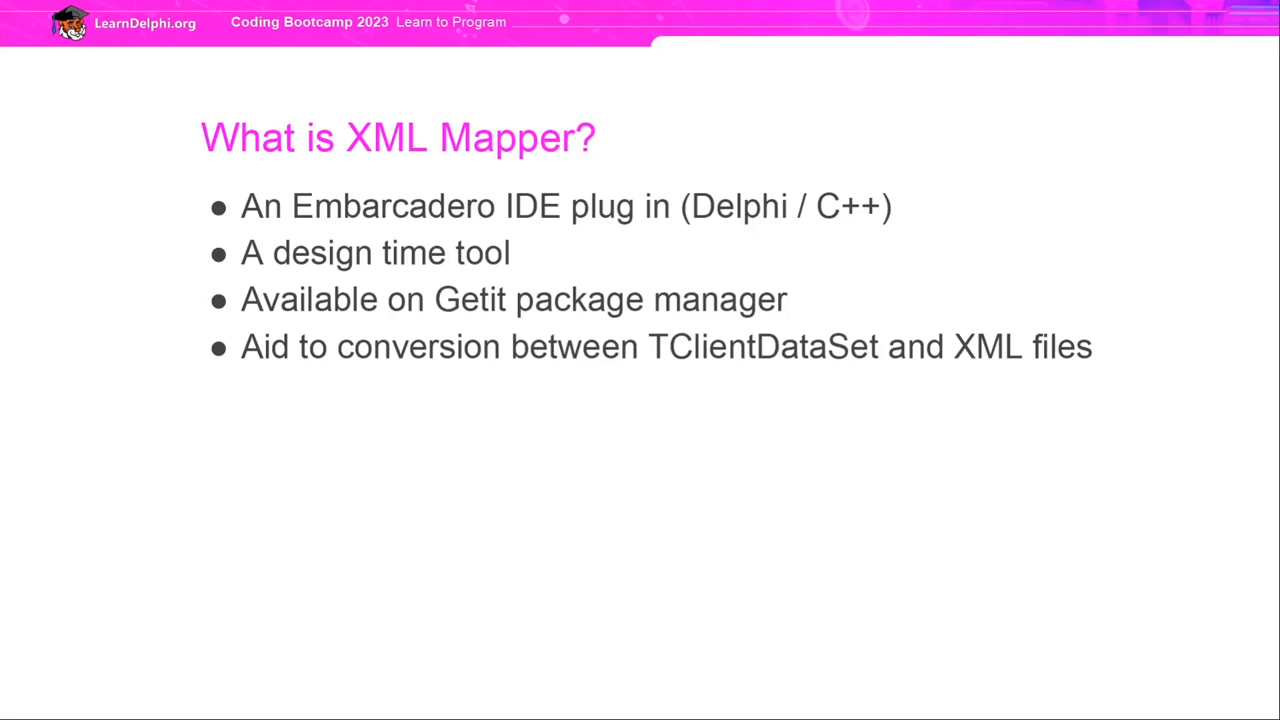 LearnDelphi.org
Coding Bootcamp 2023 Learn to Program
What is XML Mapper?
● An Embarcadero IDE plug in (Delphi / C++)
● A design time tool
● Available on Getit package manager
● Aid to conversion between TClientDataSet and XML files